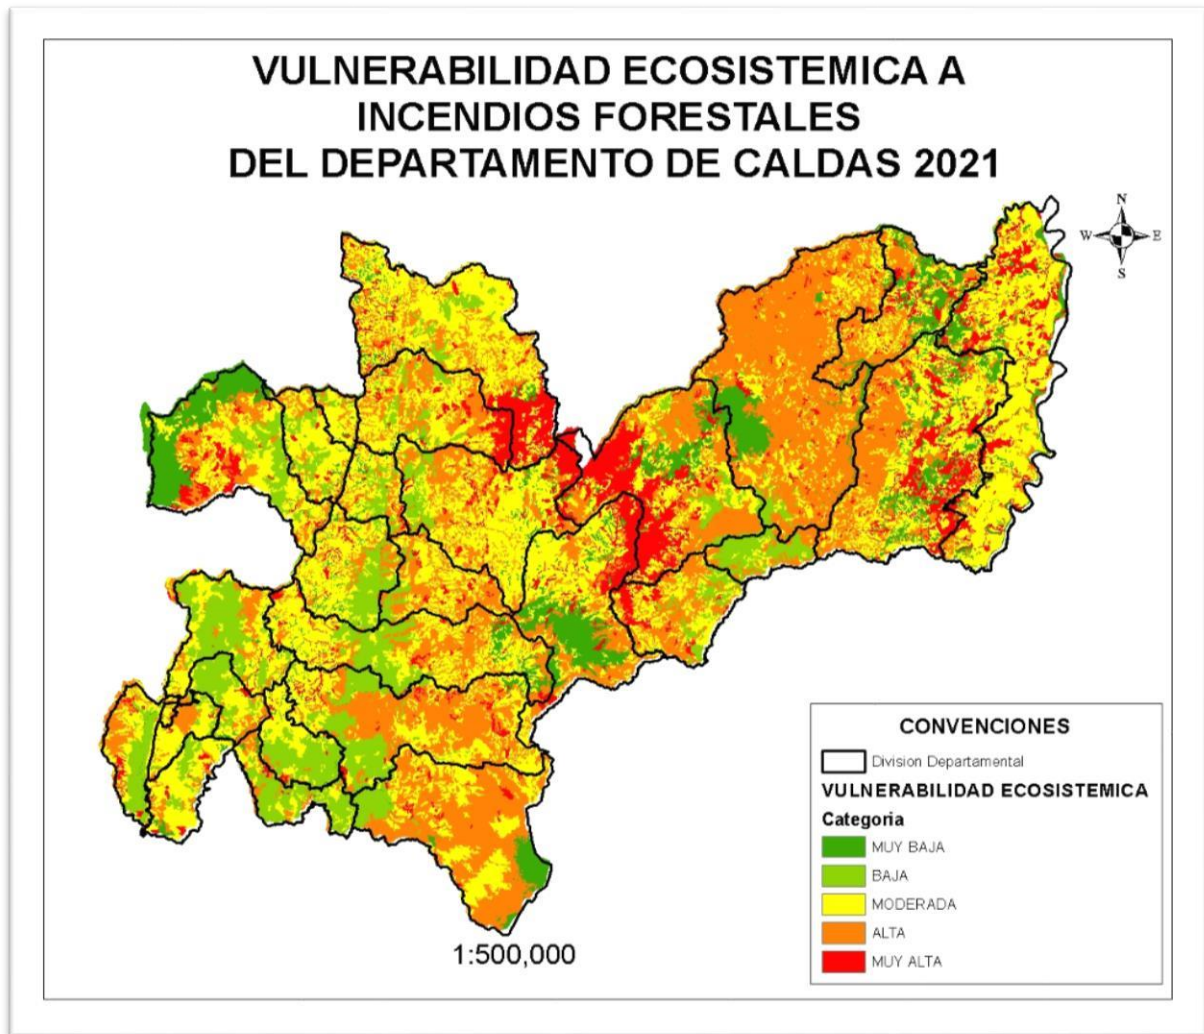 VULNERABILIDAD ECOSISTEMICA A
INCENDIOS FORESTALES
DEL DEPARTAMENTO DE CALDAS 2021
N
W E
S
CONVENCIONES
Division Departamental
VULNERABILIDAD ECOSISTEMICA
Categoria
MUY BAJA
BAJA
MODERADA
ALTA
MUY ALTA
1:500,000